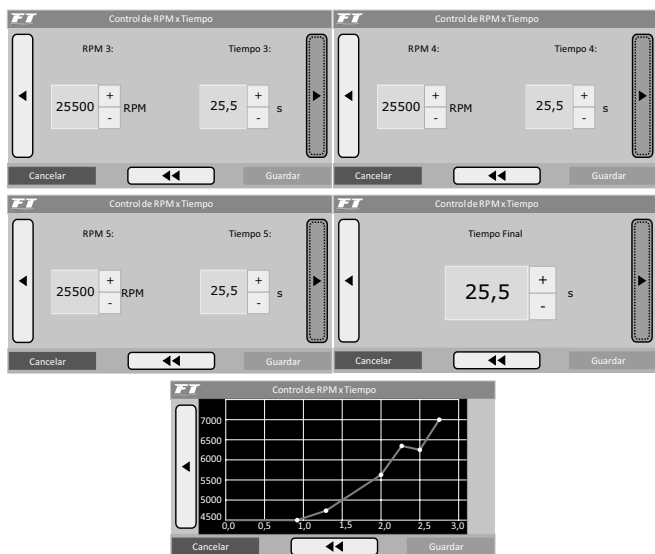 FT Control de RPM x Tiempo
RPM 3: Tiempo 3:
25500 + - RPM 25,5 + - s
Cancelar Guardar
FT Control de RPM x Tiempo
RPM 4: Tiempo 4:
25500 + - RPM 25,5 + - s
Cancelar Guardar
FT Control de RPM x Tiempo
RPM 5: Tiempo 5:
25500 + - RPM 25,5 + - s
Cancelar Guardar
FT Control de RPM x Tiempo
Tiempo Final
25,5 + - s
Cancelar Guardar
FT Control de RPM x Tiempo
7000
6500
6000
5500
5000
4500
0,0 0,5 1,0 1,5 2,0 2,5 3,0
Cancelar Guardar